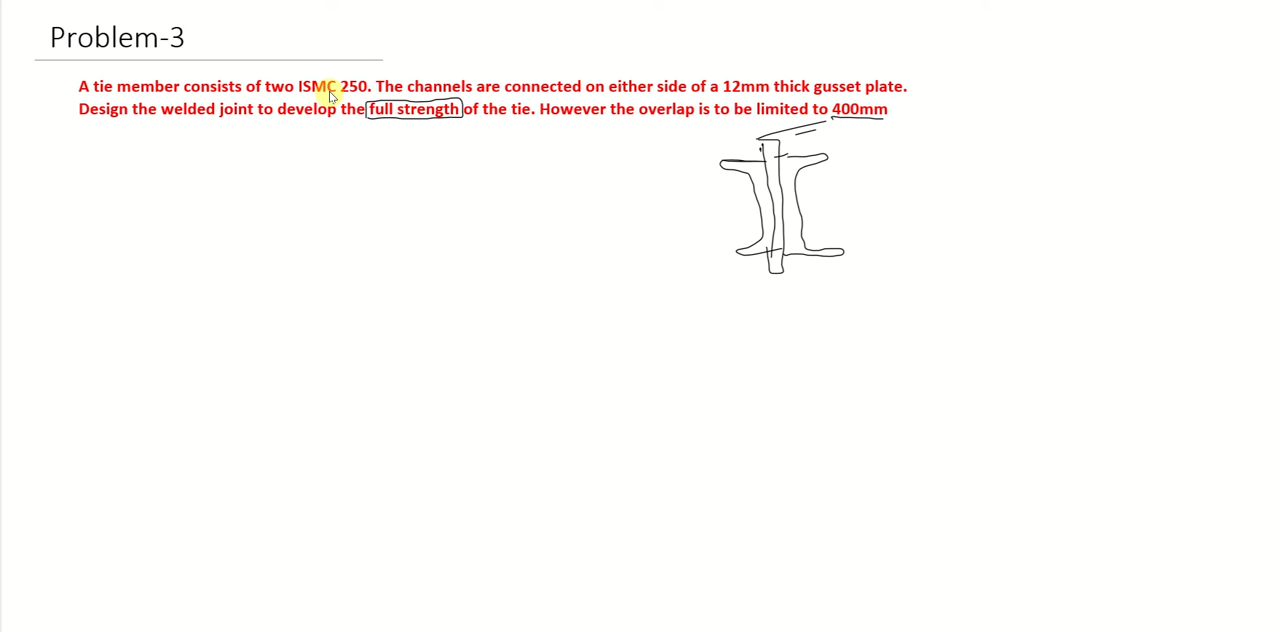 Problem-3
A tie member consists of two ISMC 250. The channels are connected on either side of a 12mm thick gusset plate.
Design the welded joint to develop the full strength of the tie. However the overlap is to be limited to 400mm